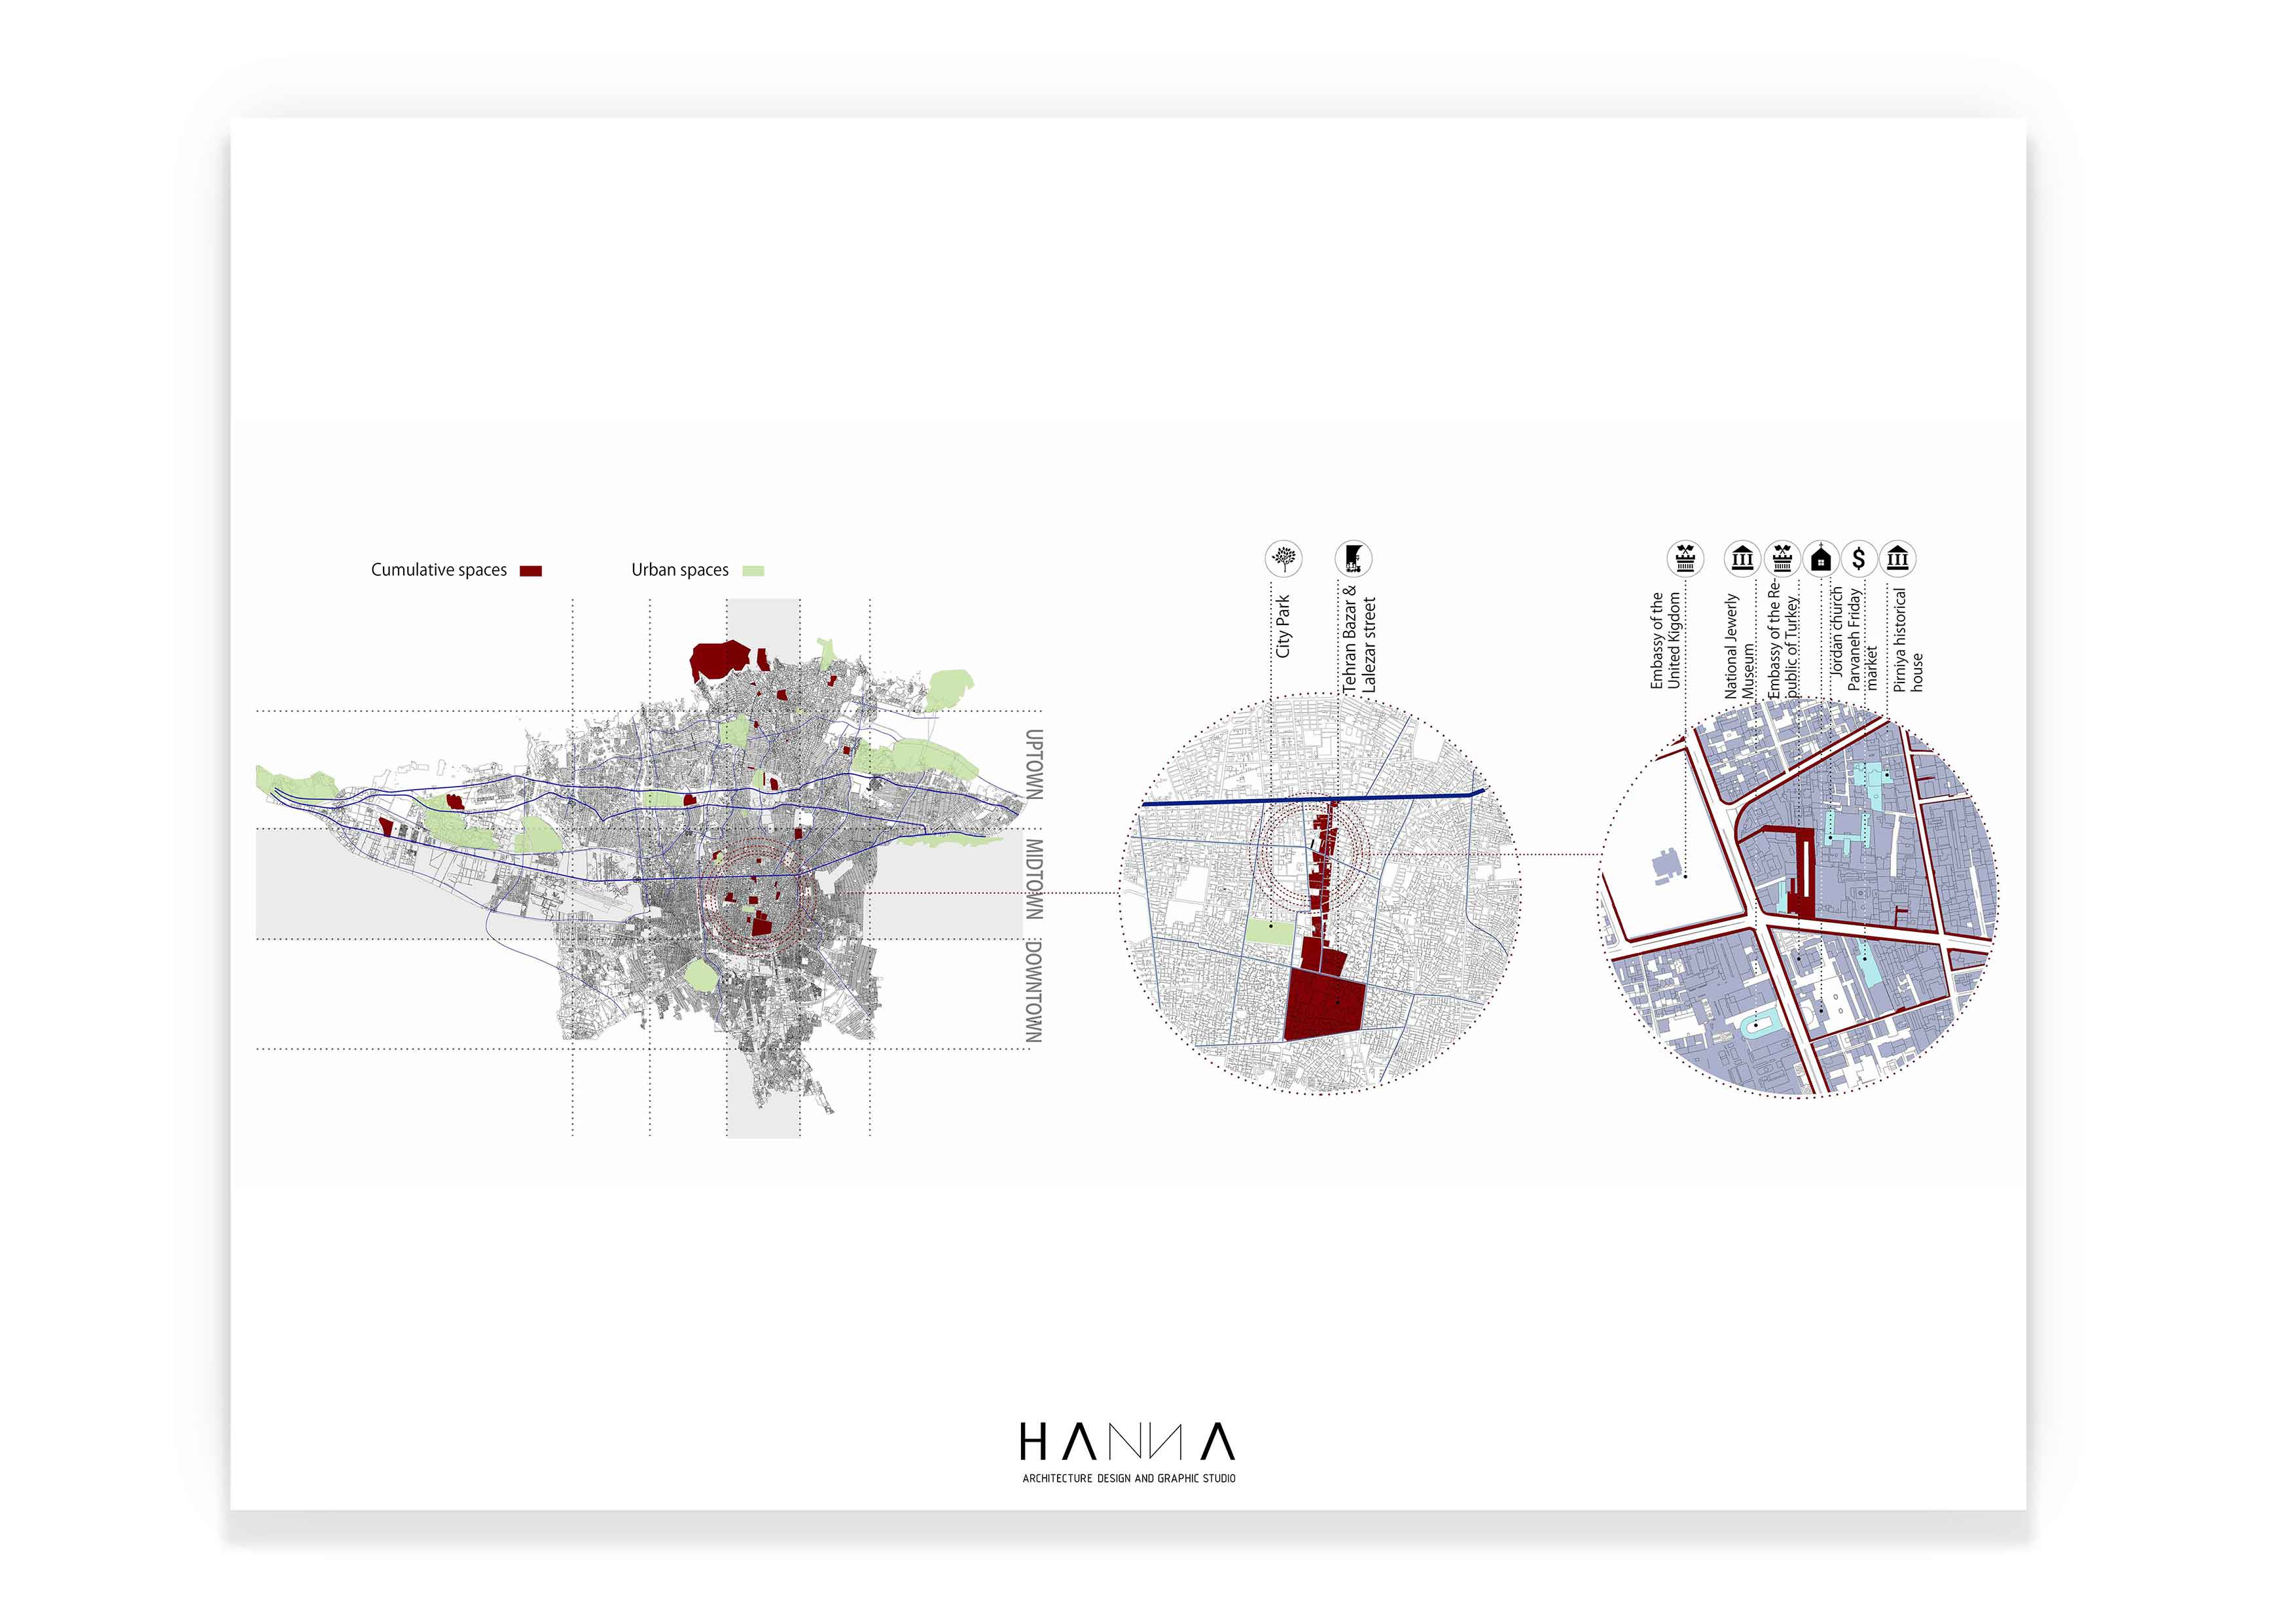 Cumulative spaces
Urban spaces
UPTOWN
MIDTOWN
DOWNTOWN
City Park
Tehran Bazar &
Lalezar street
Embassy of the
United Kigdom
National Jewerly
Museum
Embassy of the Re-
public of Turkey
Jordan church
Parvaneh Friday
market
Pirniya historical
house
HANNA
ARCHITECTURE DESIGN AND GRAPHIC STUDIO